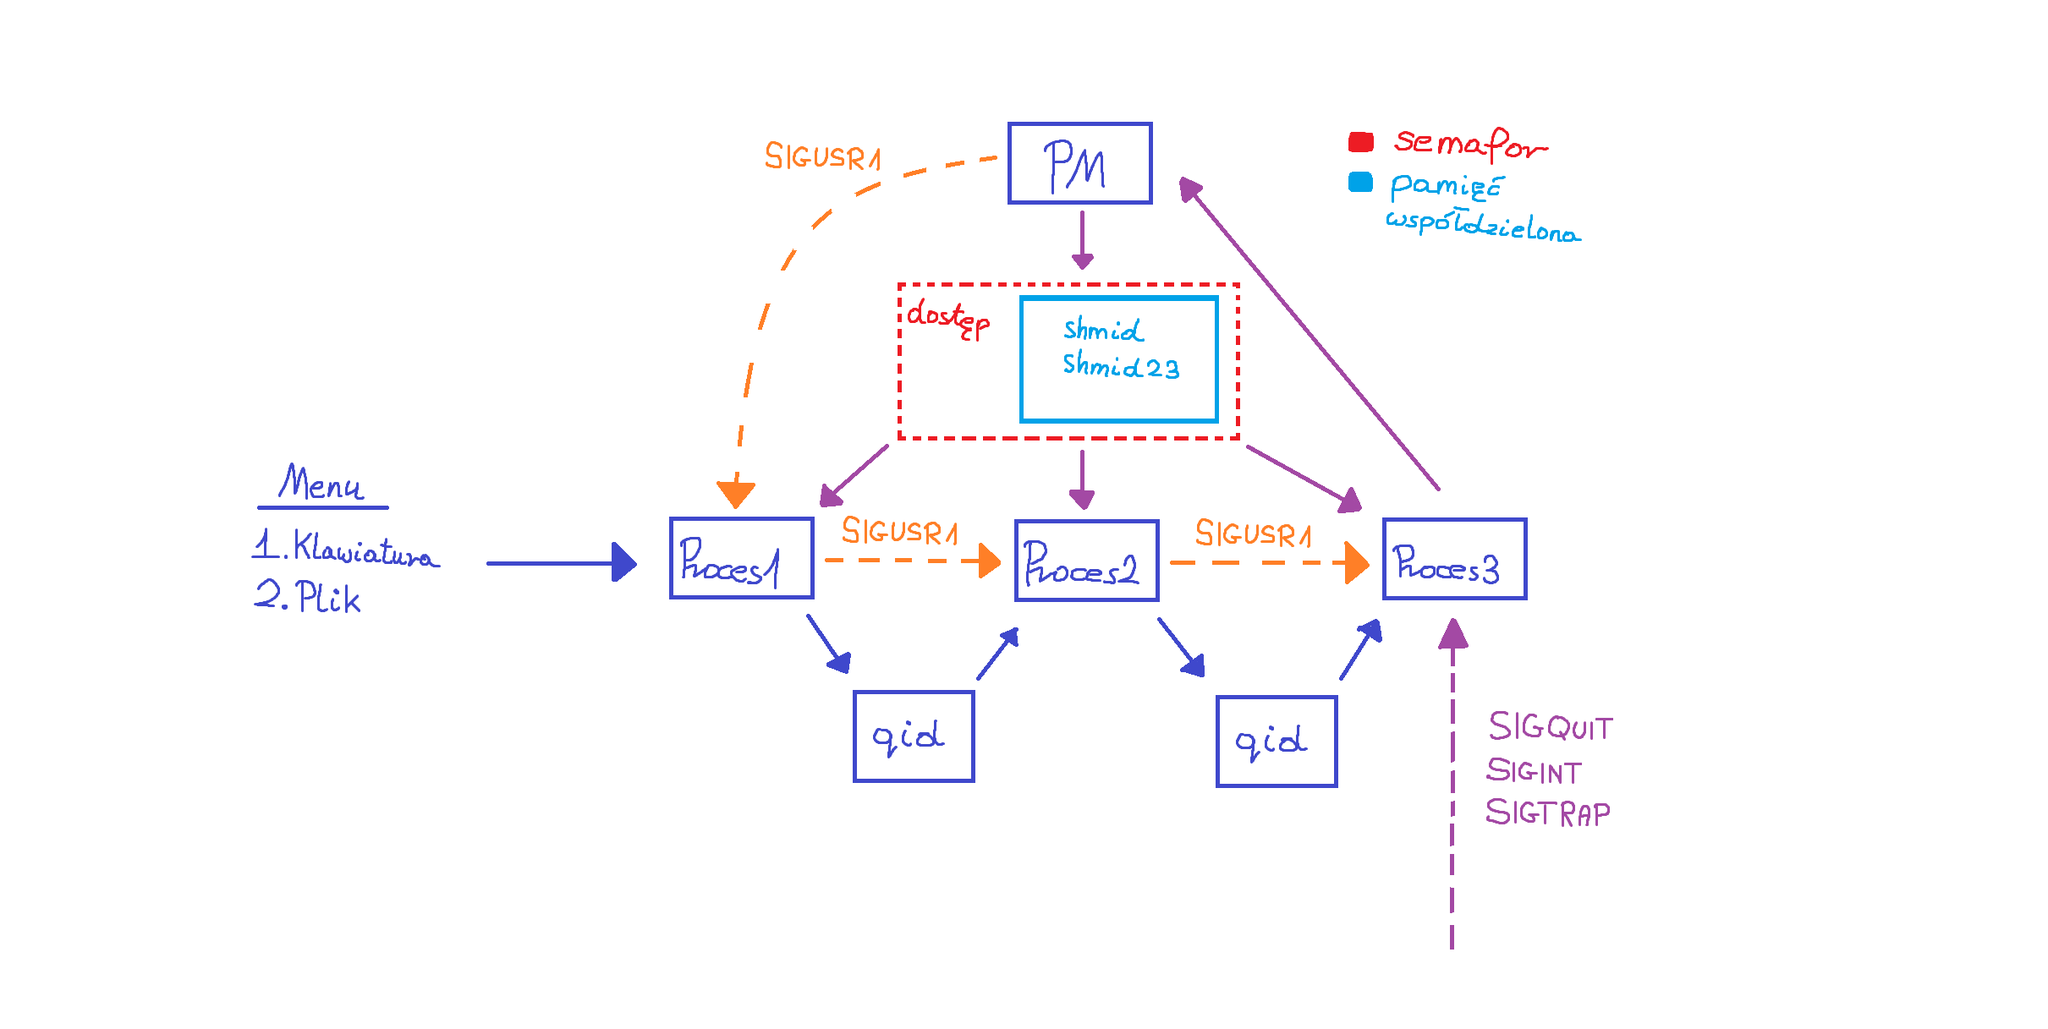 SIGUSR1
PM
semafor
pamięć
współdzielona
dostęp
shmid
shmid23
Menu
1. Klawiatura
2. Plik
Proces1
SIGUSR1
Proces2
SIGUSR1
Proces3
qid
qid
SIGQUIT
SIGINT
SIGTRAP